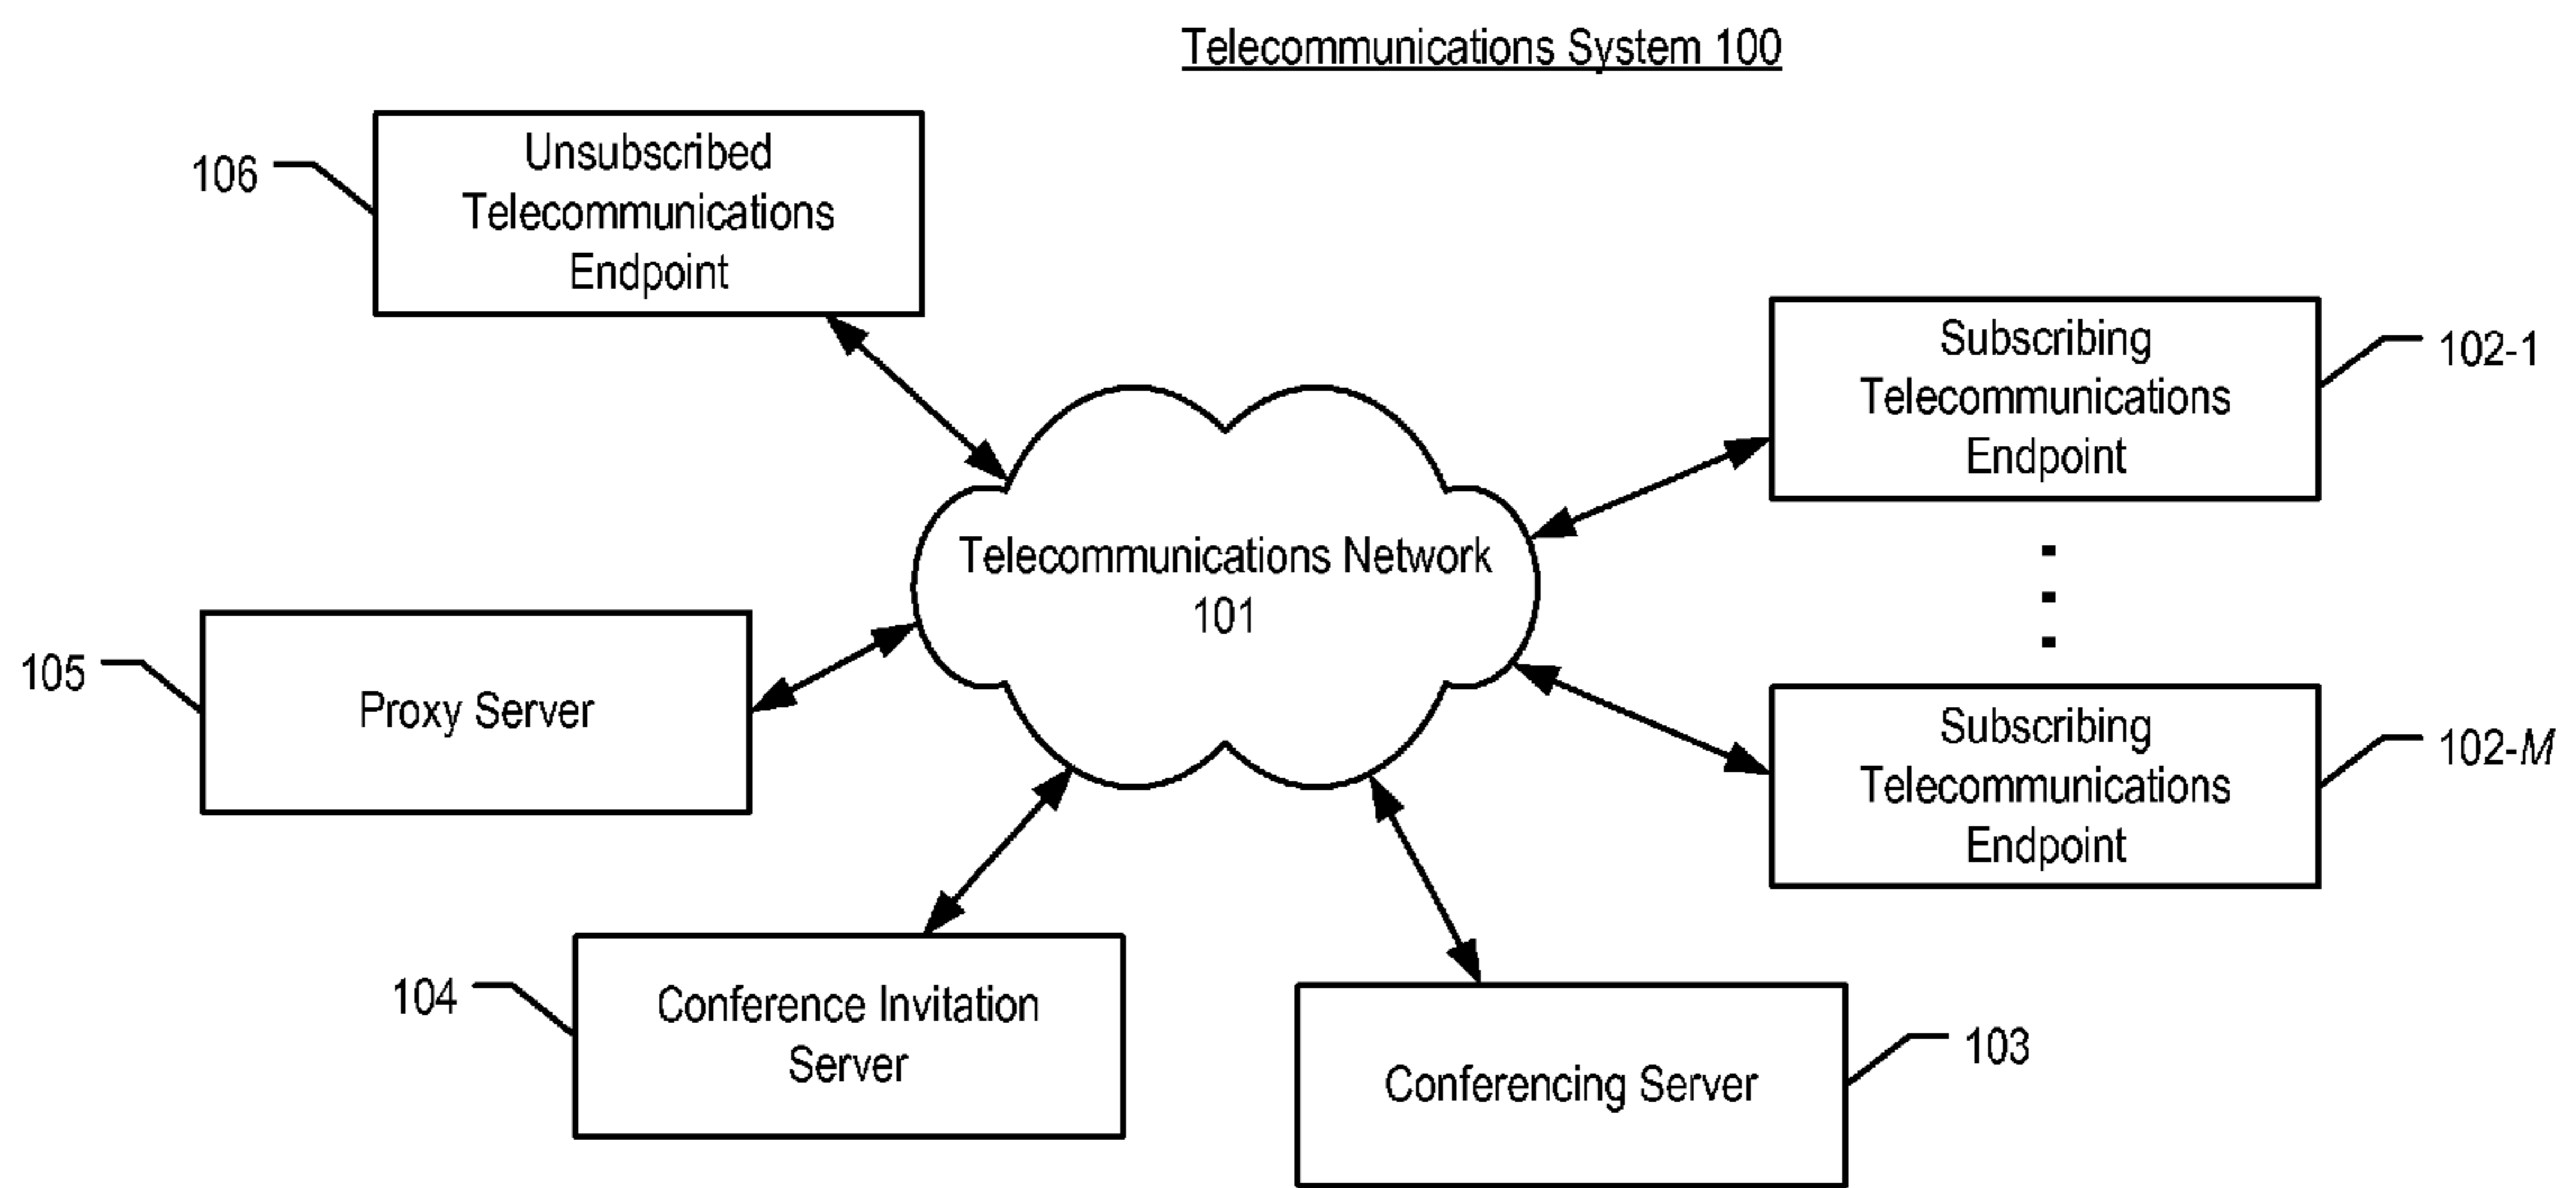 Telecommunications System 100
106
Unsubscribed
Telecommunications
Endpoint
Subscribing
Telecommunications
Endpoint
102-1
Telecommunications Network
101
105
Proxy Server
Subscribing
Telecommunications
Endpoint
102-M
104
Conference Invitation
Server
Conferencing Server
103